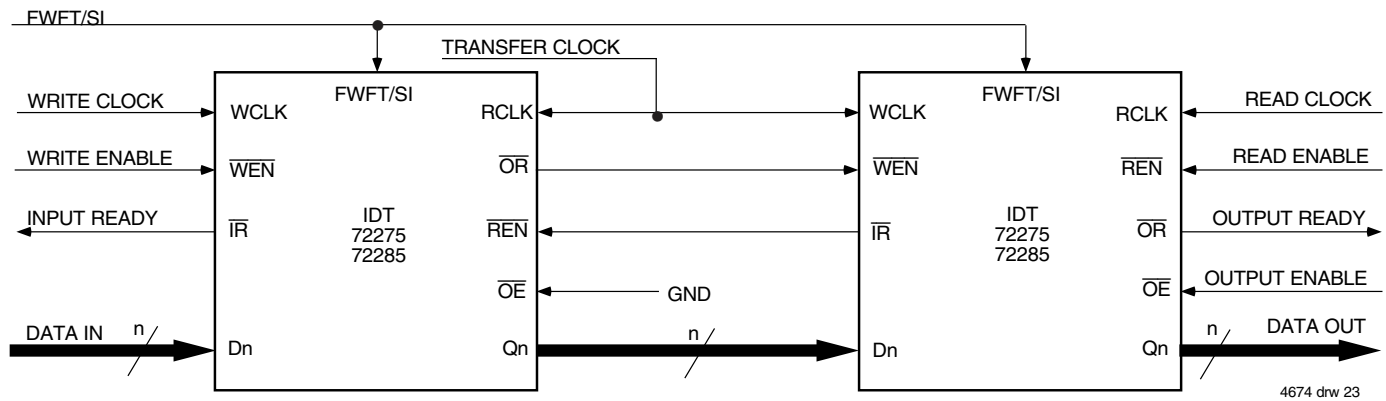 FWFT/SI
TRANSFER CLOCK
FWFT/SI
FWFT/SI
WRITE CLOCK
WCLK
RCLK
WCLK
RCLK
READ CLOCK
WRITE ENABLE
WEN
OR
WEN
REN
READ ENABLE
INPUT READY
IR
IDT
72275
72285
REN
IR
IDT
72275
72285
OR
OUTPUT READY
OE
GND
OE
OUTPUT ENABLE
DATA IN
n
Dn
Qn
n
Dn
Qn
n
DATA OUT
4674 drw 23